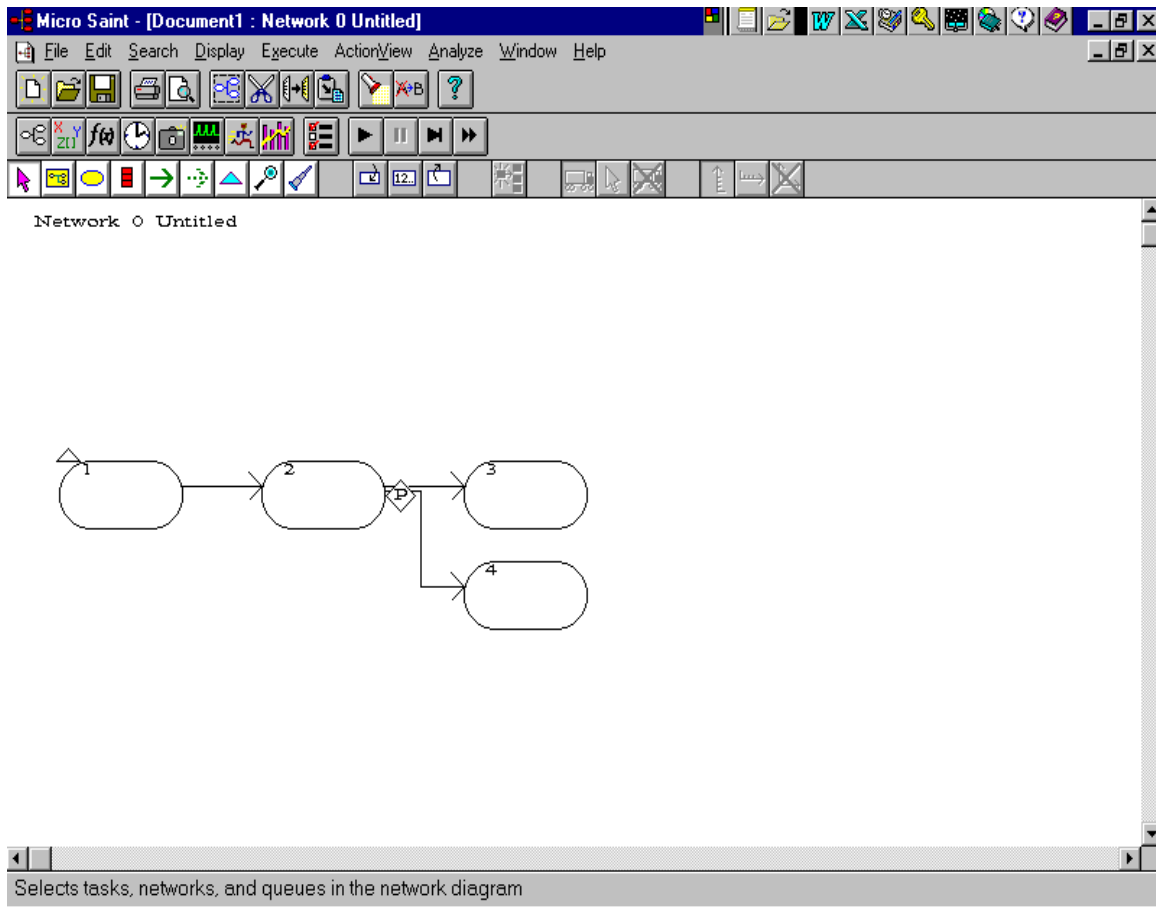 Micro Saint - [Document1 : Network 0 Untitled]
File Edit Search Display Execute ActionView Analyze Window Help
Network 0 Untitled
1 2 3
P
4
Selects tasks, networks, and queues in the network diagram